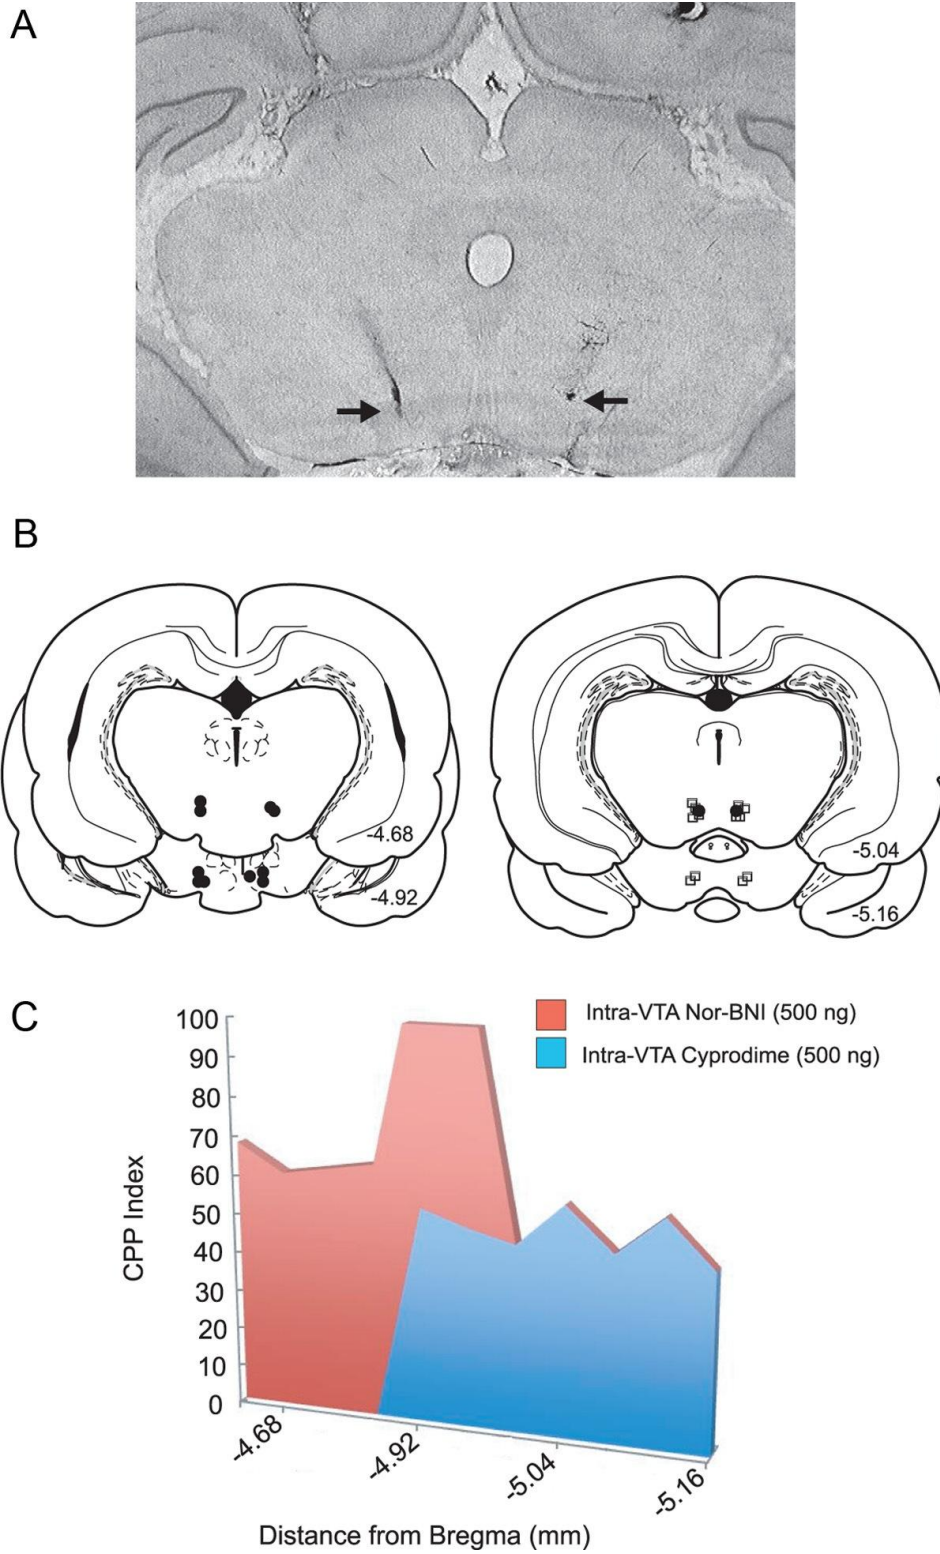 A
B
-4.68
-4.92
-5.04
-5.16
C
Intra-VTA Nor-BNI (500 ng)
Intra-VTA Cyprodime (500 ng)
100
90
80
70
60
50
40
30
20
10
0
CPP Index
-4.68
-4.92
-5.04
-5.16
Distance from Bregma (mm)